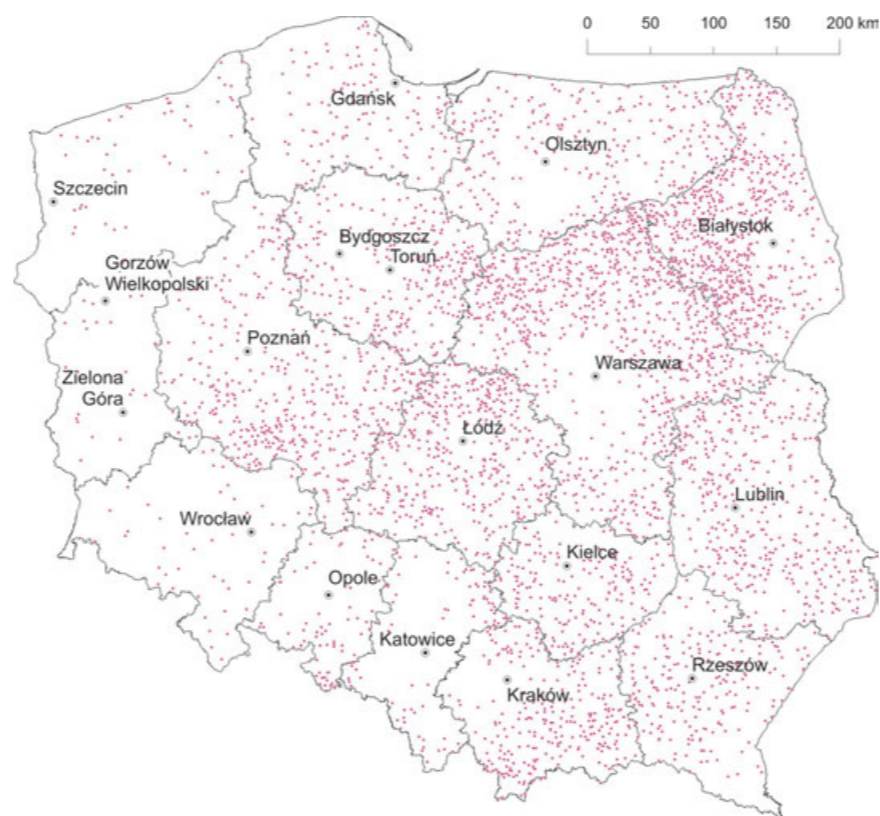 0 50 100 150 200 km
Gdańsk
Olsztyn
Szczecin
Białystok
Bydgoszcz
Toruń
Gorzów
Wielkopolski
Poznań
Warszawa
Zielona
Góra
Łódź
Lublin
Wrocław
Kielce
Opole
Katowice
Rzeszów
Kraków